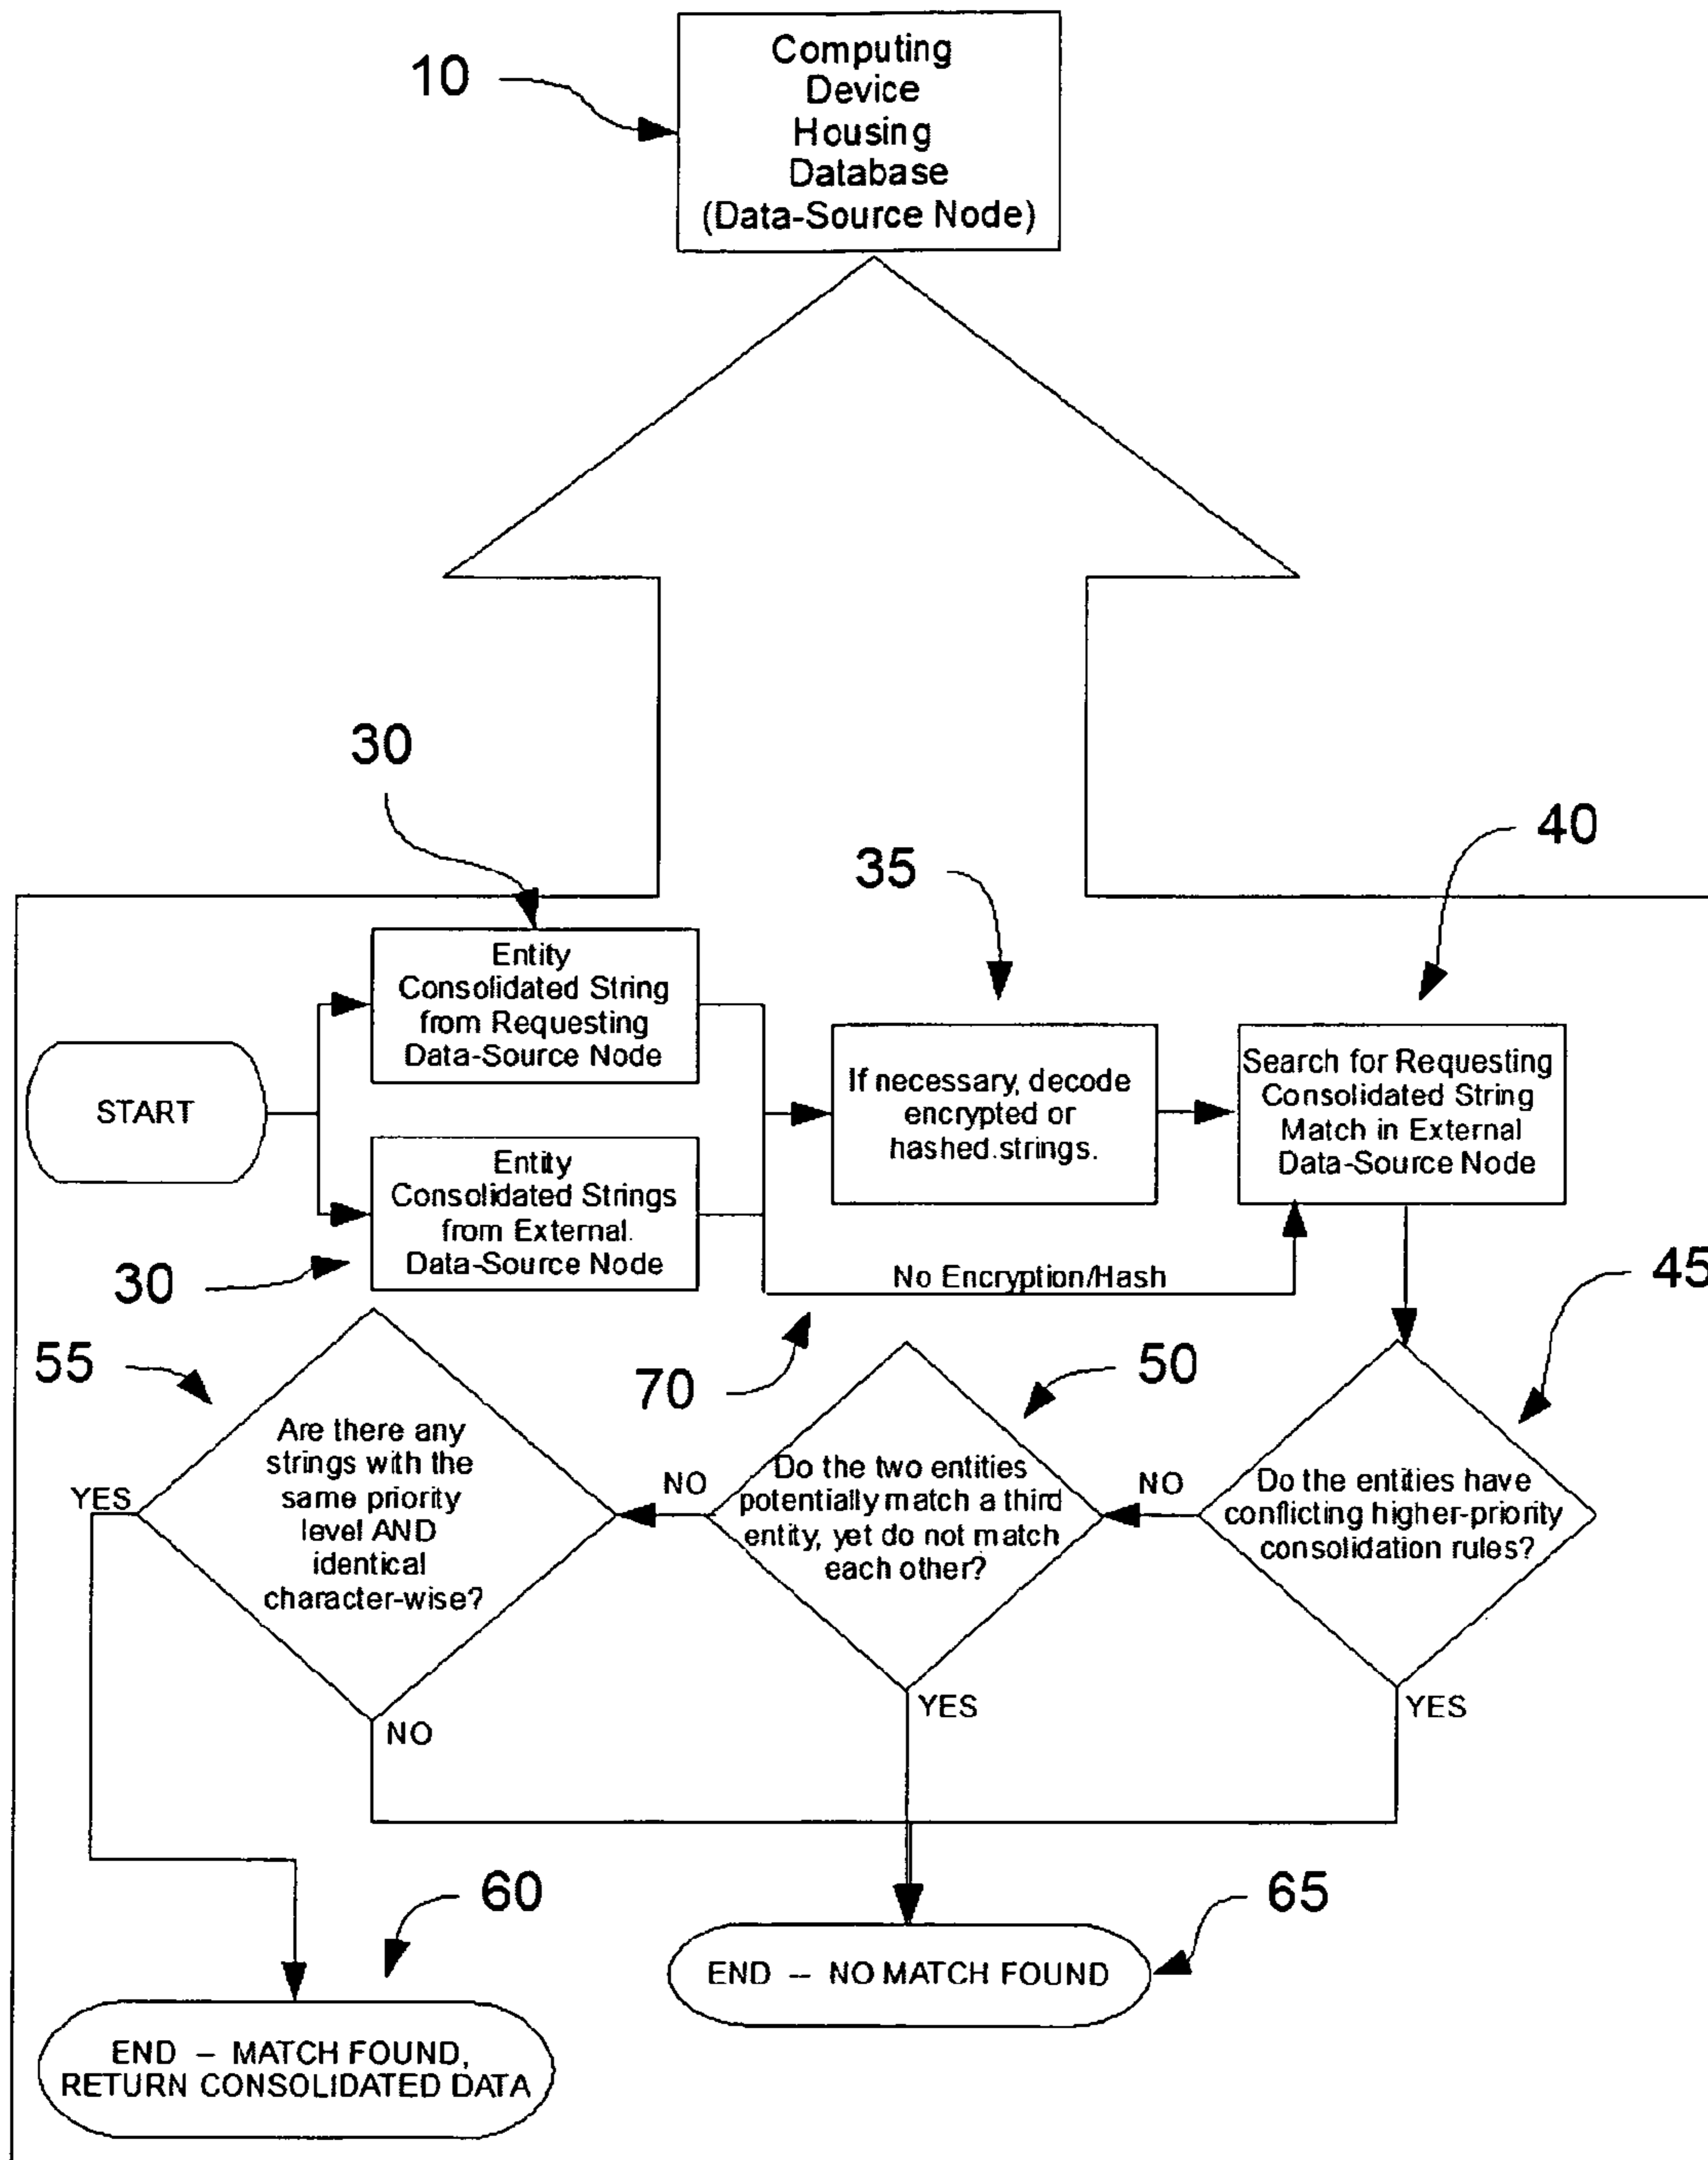 10
Computing
Device
Housing
Database
(Data-Source Node)
30
35
40
Entity
Consolidated String
from Requesting
Data-Source Node
START
If necessary, decode
encrypted or
hashed.strings.
Search for Requesting
Consolidated String
Match in External
Data-Source Node
Entity
Consolidated Strings
from External.
Data-Source Node
30
No Encryption/Hash
45
55
70
50
Are there any
strings with the
same priority
level AND
identical
character-wise?
YES
NO
Do the two entities
potentially match a third
entity, yet do not match
each other?
NO
Do the entities have
conflicting higher-priority
consolidation rules?
NO
YES
YES
60
65
END – NO MATCH FOUND
END – MATCH FOUND,
RETURN CONSOLIDATED DATA